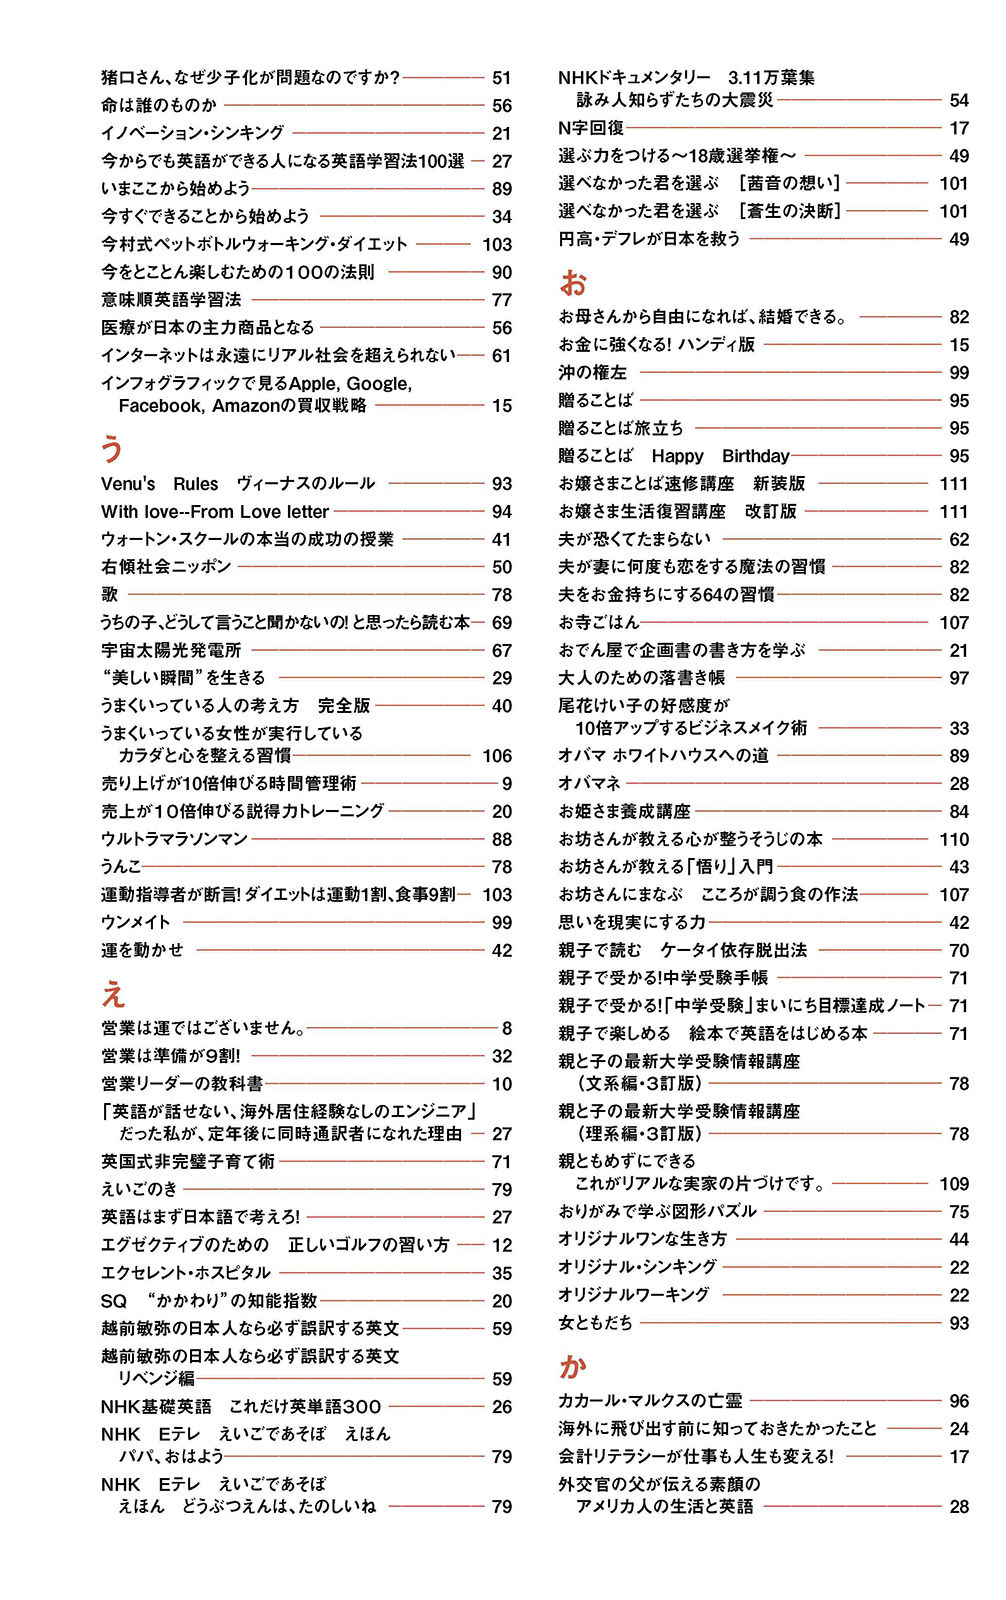 猪口さん、なぜ少子化が問題なのですか? 51
命は誰のものか 56
イノベーション・シンキング 21
今からでも英語ができる人になる英語学習法100選 27
いまここから始めよう 89
今すぐできることから始めよう 34
今村式ペットボトルウォーキング・ダイエット 103
今をとことん楽しむための100の法則 90
意味順英語学習法 77
医療が日本の主力商品となる 56
インターネットは永遠にリアル社会を超えられない 61
インフォグラフィックで見るApple, Google,
Facebook, Amazonの買収戦略 15
う
Venu's Rules ヴィーナスのルール 93
With love--From Love letter 94
ウォートン・スクールの本当の成功の授業 41
右傾社会ニッポン 50
歌 78
うちの子、どうして言うこと聞かないの!と思ったら読む本 69
宇宙太陽光発電所 67
“美しい瞬間”を生きる 29
うまくいっている人の考え方 完全版 40
うまくいっている女性が実行している
カラダと心を整える習慣 106
売り上げが10倍伸びる時間管理術 9
売上が10倍伸びる説得力トレーニング 20
ウルトラマラソンマン 88
うんこ 78
運動指導者が断言!ダイエットは運動1割、食事9割 103
ウンメイト 99
運を動かせ 42
え
営業は運ではございません。 8
営業は準備が9割! 32
営業リーダーの教科書 10
「英語が話せない、海外居住経験なしのエンジニア」
だった私が、定年後に同時通訳者になれた理由 27
英国式非完璧子育て術 71
えいごのき 79
英語はまず日本語で考えろ! 27
エグゼクティブのための 正しいゴルフの習い方 12
エクセレント・ホスピタル 35
SQ “かかわり”の知能指数 20
越前敏弥の日本人なら必ず誤訳する英文 59
越前敏弥の日本人なら必ず誤訳する英文
リベンジ編 59
NHK基礎英語 これだけ英単語300 26
NHK Eテレ えいごであそぼ えほん
パパ、おはよう 79
NHK Eテレ えいごであそぼ
えほん どうぶつえんは、たのしいね 79
NHKドキュメンタリー 3.11万葉集
詠み人知らずたちの大震災 54
N字回復 17
選ぶ力をつける～18歳選挙権～ 49
選べなかった君を選ぶ [茜音の想い] 101
選べなかった君を選ぶ [蒼生の決断] 101
円高・デフレが日本を救う 49
お
お母さんから自由になれば、結婚できる。 82
お金に強くなる! ハンディ版 15
沖の権左 99
贈ることば 95
贈ることば旅立ち 95
贈ることば Happy Birthday 95
お嬢さまことば速修講座 新装版 111
お嬢さま生活復習講座 改訂版 111
夫が恐くてたまらない 62
夫が妻に何度も恋をする魔法の習慣 82
夫をお金持ちにする64の習慣 82
お寺ごはん 107
おでん屋で企画書の書き方を学ぶ 21
大人のための落書き帳 97
尾花けい子の好感度が
10倍アップするビジネスメイク術 33
オバマ ホワイトハウスへの道 89
オバマネ 28
お姫さま養成講座 84
お坊さんが教える心が整うそうじの本 110
お坊さんが教える「悟り」入門 43
お坊さんにまなぶ こころが調う食の作法 107
思いを現実にする力 42
親子で読む ケータイ依存脱出法 70
親子で受かる!中学受験手帳 71
親子で受かる!「中学受験」まいにち目標達成ノート 71
親子で楽しめる 絵本で英語をはじめる本 71
親と子の最新大学受験情報講座
(文系編・3訂版) 78
親と子の最新大学受験情報講座
(理系編・3訂版) 78
親ともめずにできる
これがリアルな実家の片づけです。 109
おりがみで学ぶ図形パズル 75
オリジナルワンな生き方 44
オリジナル・シンキング 22
オリジナルワーキング 22
女ともだち 93
か
カカール・マルクスの亡霊 96
海外に飛び出す前に知っておきたかったこと 24
会計リテラシーが仕事も人生も変える! 17
外交官の父が伝える素顔の
アメリカ人の生活と英語 28